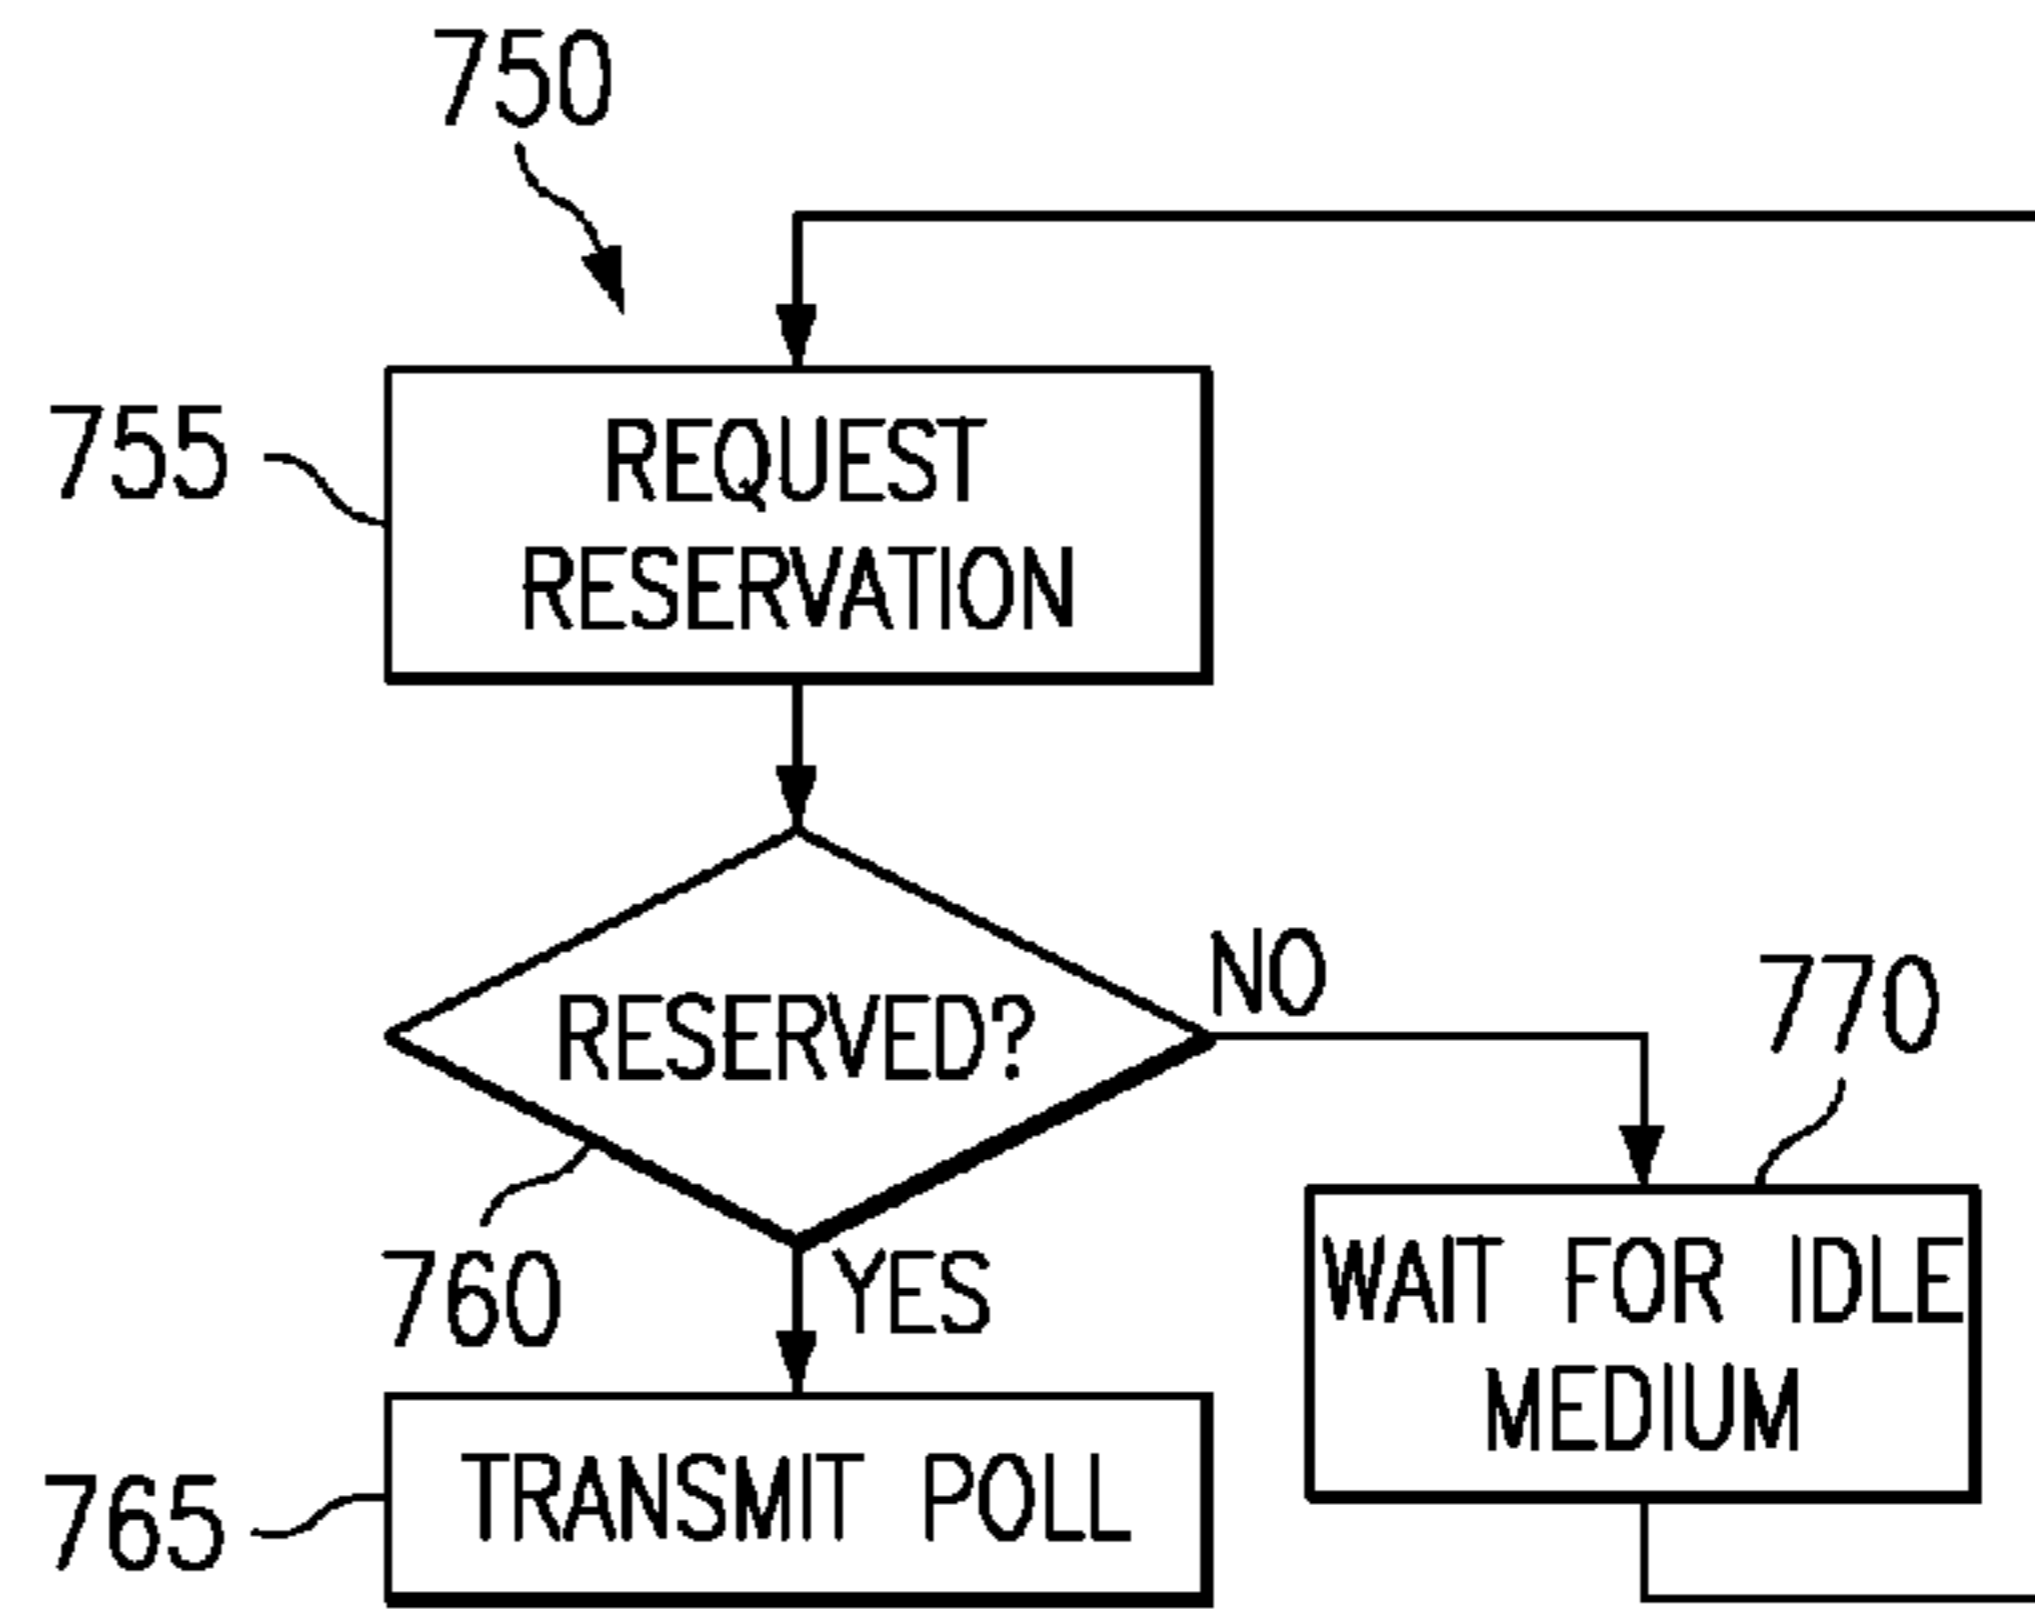 750
755
REQUEST
RESERVATION
RESERVED?
NO
770
760
YES
WAIT FOR IDLE
MEDIUM
765
TRANSMIT POLL